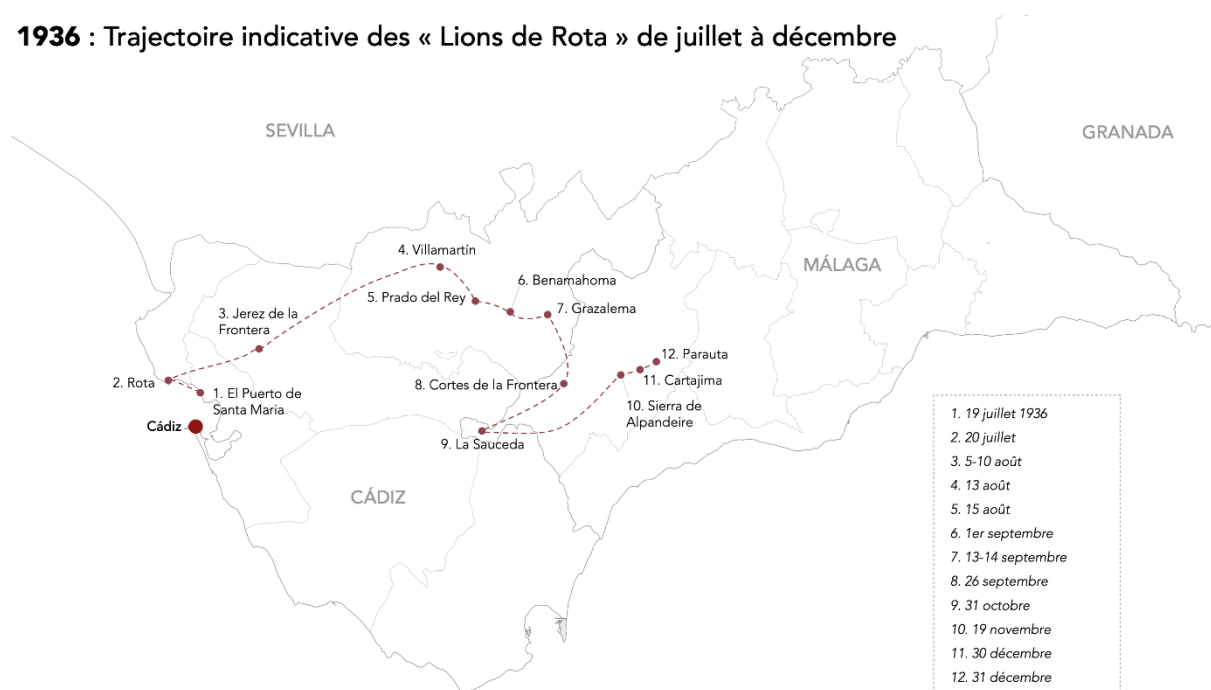 1936 : Trajectoire indicative des « Lions de Rota » de juillet à décembre
SEVILLA
GRANADA
4. Villamartín
MÁLAGA
6. Benamahoma
5. Prado del Rey
7. Grazalema
3. Jerez de la
Frontera
12. Parauta
2. Rota
8. Cortes de la Frontera
11. Cartajima
1. El Puerto de
Santa Maria
10. Sierra de
Alpandeire
Cádiz
9. La Sauceda
CÁDIZ
1. 19 juillet 1936
2. 20 juillet
3. 5-10 août
4. 13 août
5. 15 août
6. 1er septembre
7. 13-14 septembre
8. 26 septembre
9. 31 octobre
10. 19 novembre
11. 30 décembre
12. 31 décembre